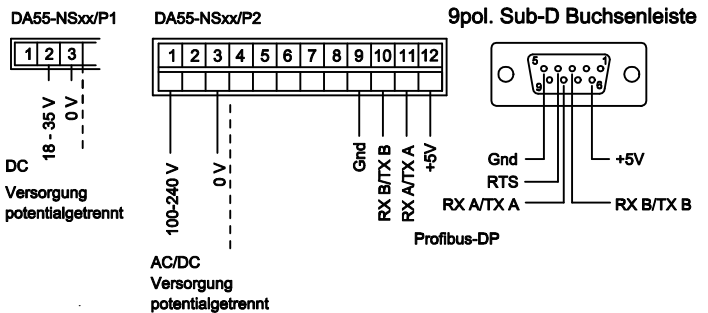 DA55-NSxx/P1
1 2 3
18 - 35 V
0 V
DC
Versorgung
potentialgetrennt
DA55-NSxx/P2
1 2 3 4 5 6 7 8 9 10 11 12
100-240 V
0 V
Gnd
RX B/TX B
RX A/TX A
+5V
AC/DC
Versorgung
potentialgetrennt
9pol. Sub-D Buchsenleiste
5 1
9 6
Gnd
RTS
RX A/TX A
+5V
RX B/TX B
Profibus-DP